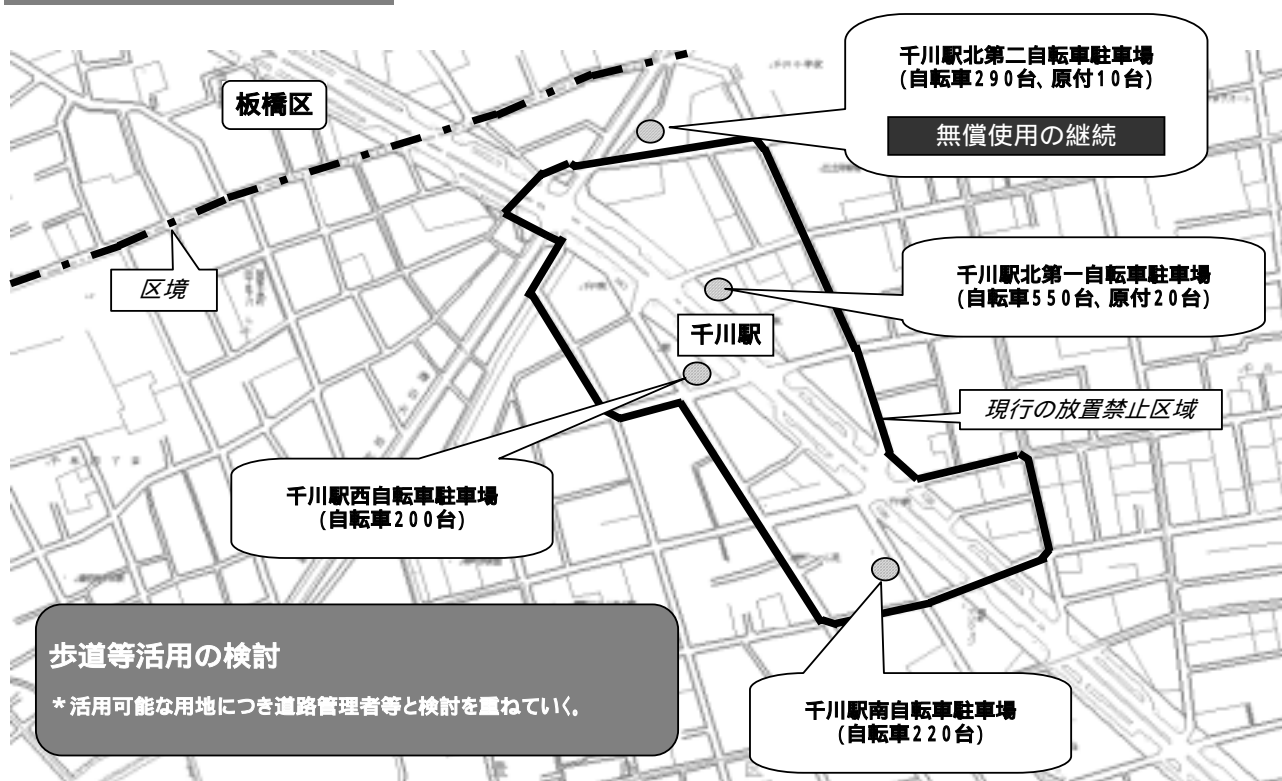 千川駅北第二自転車駐車場
(自転車290台、原付10台)
無償使用の継続
板橋区
区境
千川駅北第一自転車駐車場
(自転車550台、原付20台)
千川駅
現行の放置禁止区域
千川駅西自転車駐車場
(自転車200台)
歩道等活用の検討
*活用可能な用地につき道路管理者等と検討を重ねていく。
千川駅南自転車駐車場
(自転車220台)